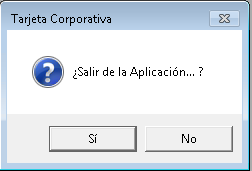 Tarjeta Corporativa
¿Salir de la Aplicación... ?
Sí
No